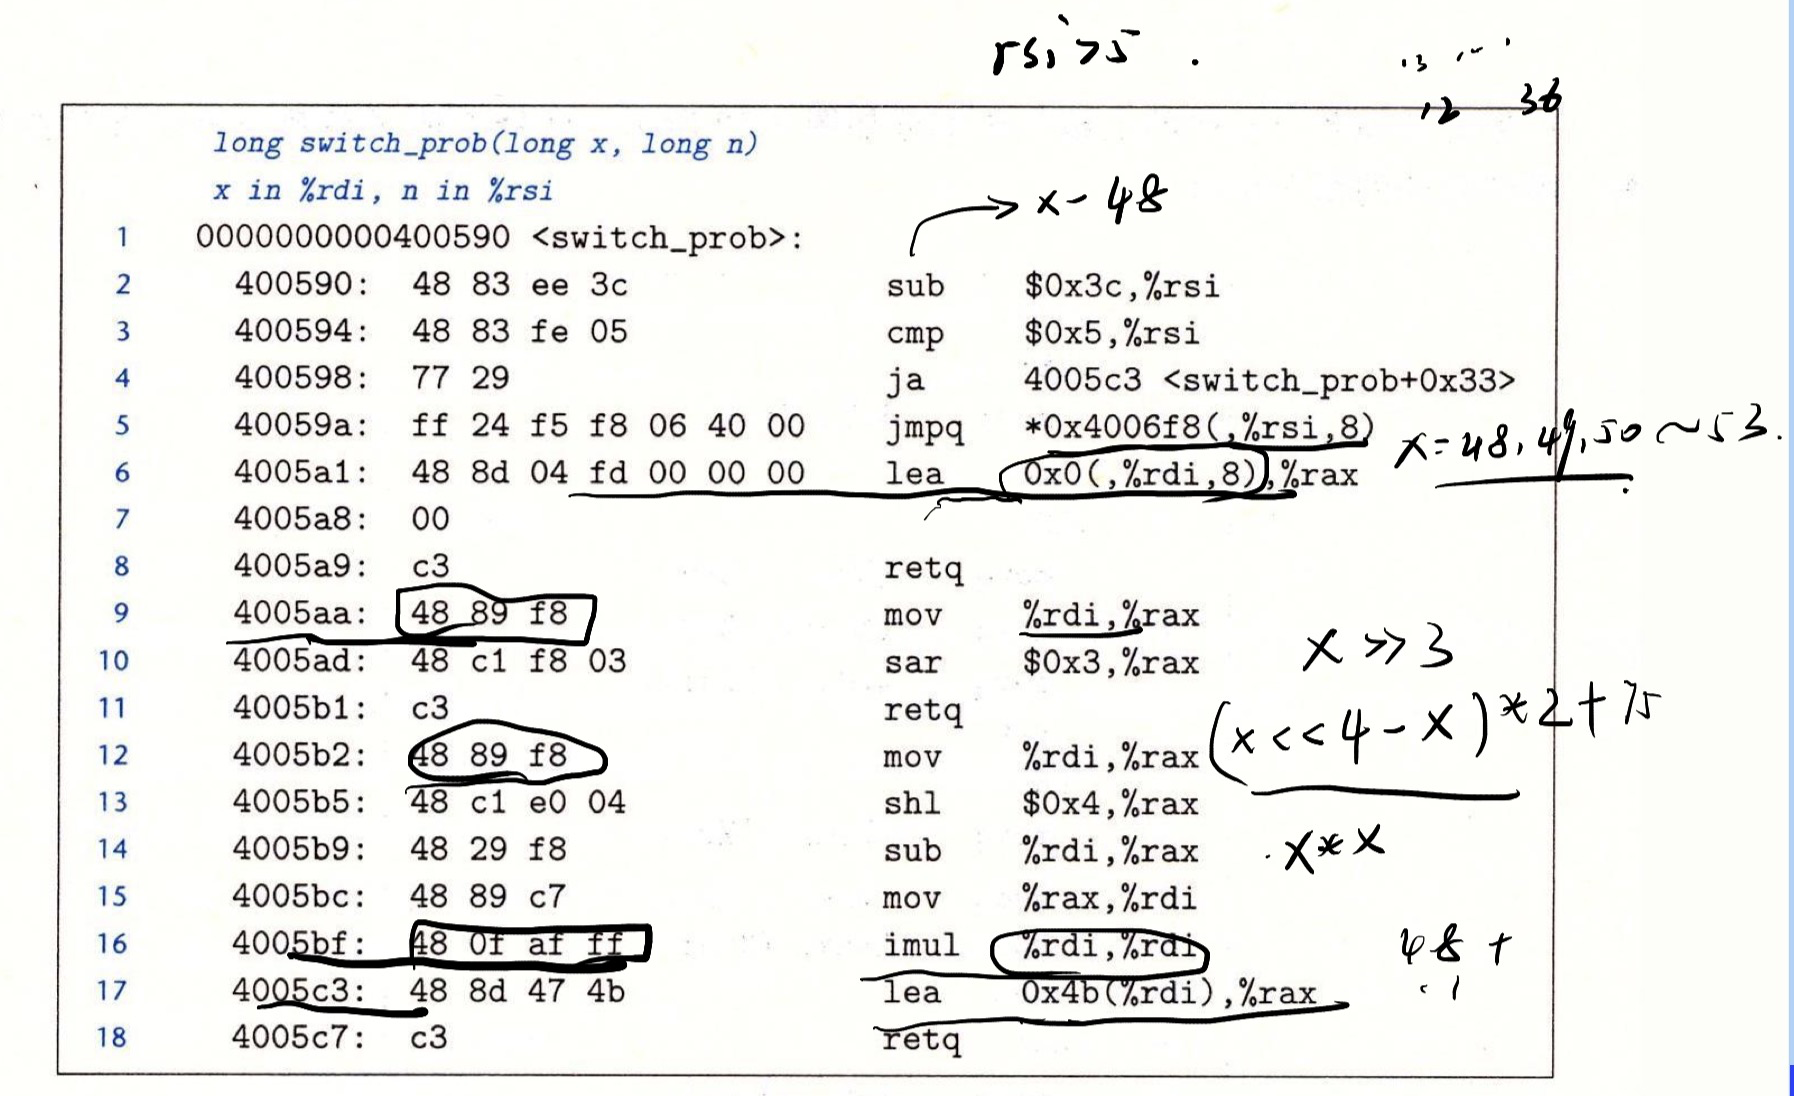 rsi>5 .
12 36
long switch_prob(long x, long n)
x in %rdi, n in %rsi
x - 48
1 0000000000400590 <switch_prob>:
2 400590: 48 83 ee 3c sub $0x3c,%rsi
3 400594: 48 83 fe 05 cmp $0x5,%rsi
4 400598: 77 29 ja 4005c3 <switch_prob+0x33>
5 40059a: ff 24 f5 f8 06 40 00 jmpq *0x4006f8(,%rsi,8)
x=48,49,50~53.
6 4005a1: 48 8d 04 fd 00 00 00 lea 0x0(,%rdi,8),%rax
7 4005a8: 00
8 4005a9: c3 retq
9 4005aa: 48 89 f8 mov %rdi,%rax
10 4005ad: 48 c1 f8 03 sar $0x3,%rax x >> 3
11 4005b1: c3 retq
(x<<4-x)*2+75
12 4005b2: 48 89 f8 mov %rdi,%rax
13 4005b5: 48 c1 e0 04 shl $0x4,%rax
14 4005b9: 48 29 f8 sub %rdi,%rax x*x
15 4005bc: 48 89 c7 mov %rax,%rdi
16 4005bf: 48 0f af ff imul %rdi,%rdi 48 +
17 4005c3: 48 8d 47 4b lea 0x4b(%rdi),%rax
18 4005c7: c3 retq